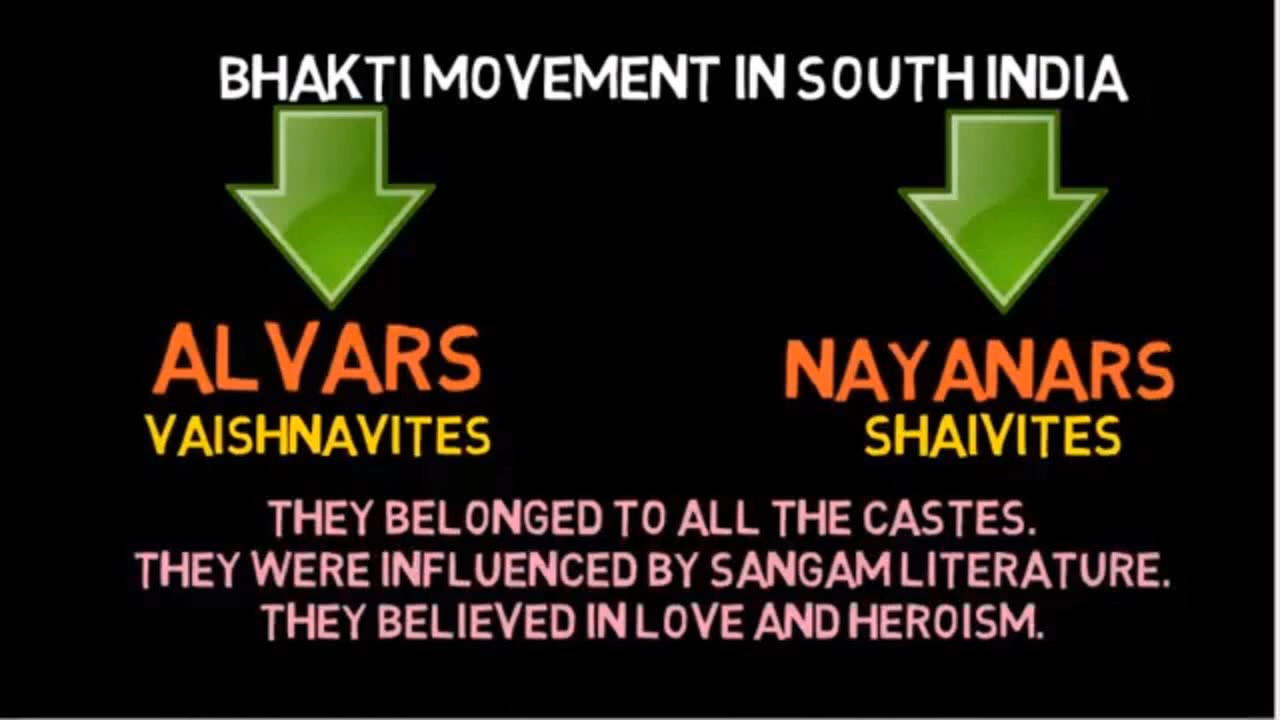 BHAKTI MOVEMENT IN SOUTH INDIA
ALVARS
VAISHNAVITES
NAYANARS
SHAIVITES
THEY BELONGED TO ALL THE CASTES.
THEY WERE INFLUENCED BY SANGAM LITERATURE.
THEY BELIEVED IN LOVE AND HEROISM.